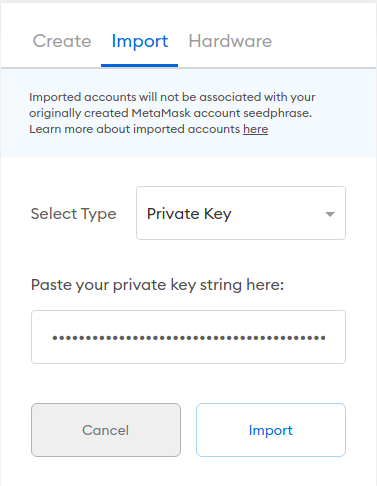 Create Import Hardware
Imported accounts will not be associated with your
originally created MetaMask account seedphrase.
Learn more about imported accounts here
Select Type Private Key
Paste your private key string here:
••••••••••••••••••••••••••••••••••••••••
Cancel Import